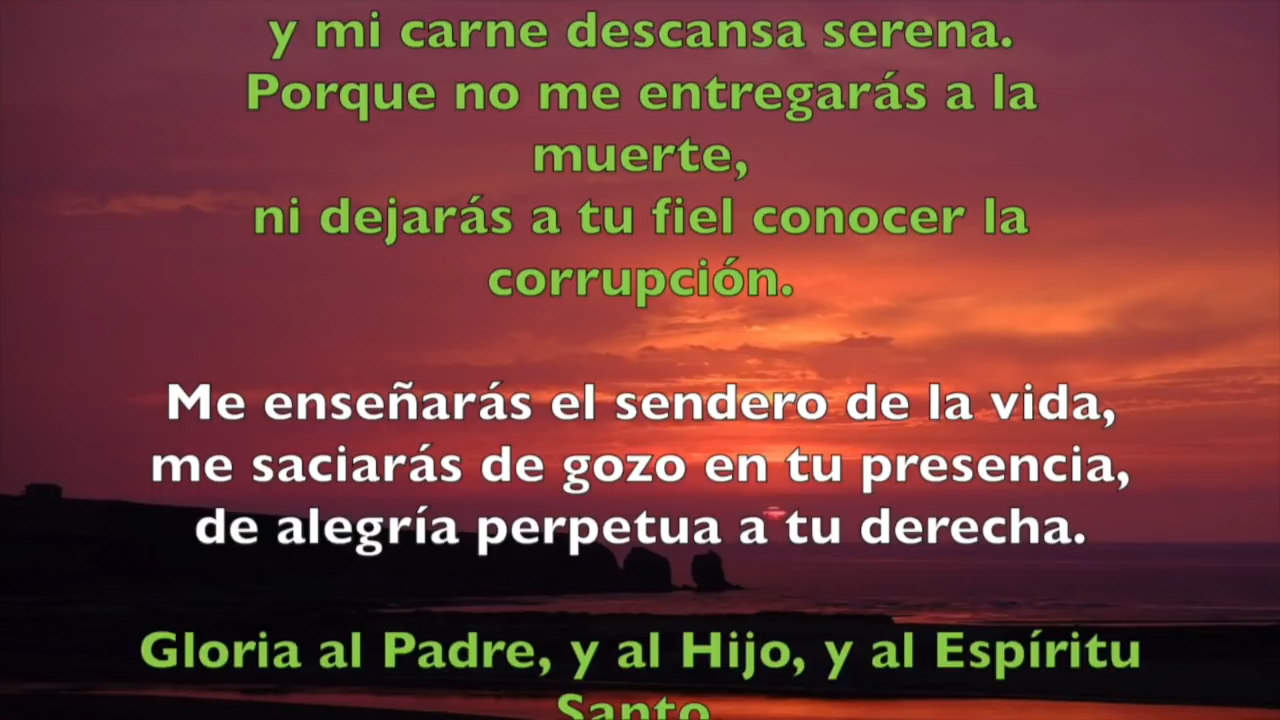 y mi carne descansa serena.
Porque no me entregarás a la
muerte,
ni dejarás a tu fiel conocer la
corrupción.
Me enseñarás el sendero de la vida,
me saciarás de gozo en tu presencia,
de alegría perpetua a tu derecha.
Gloria al Padre, y al Hijo, y al Espíritu
Santo.